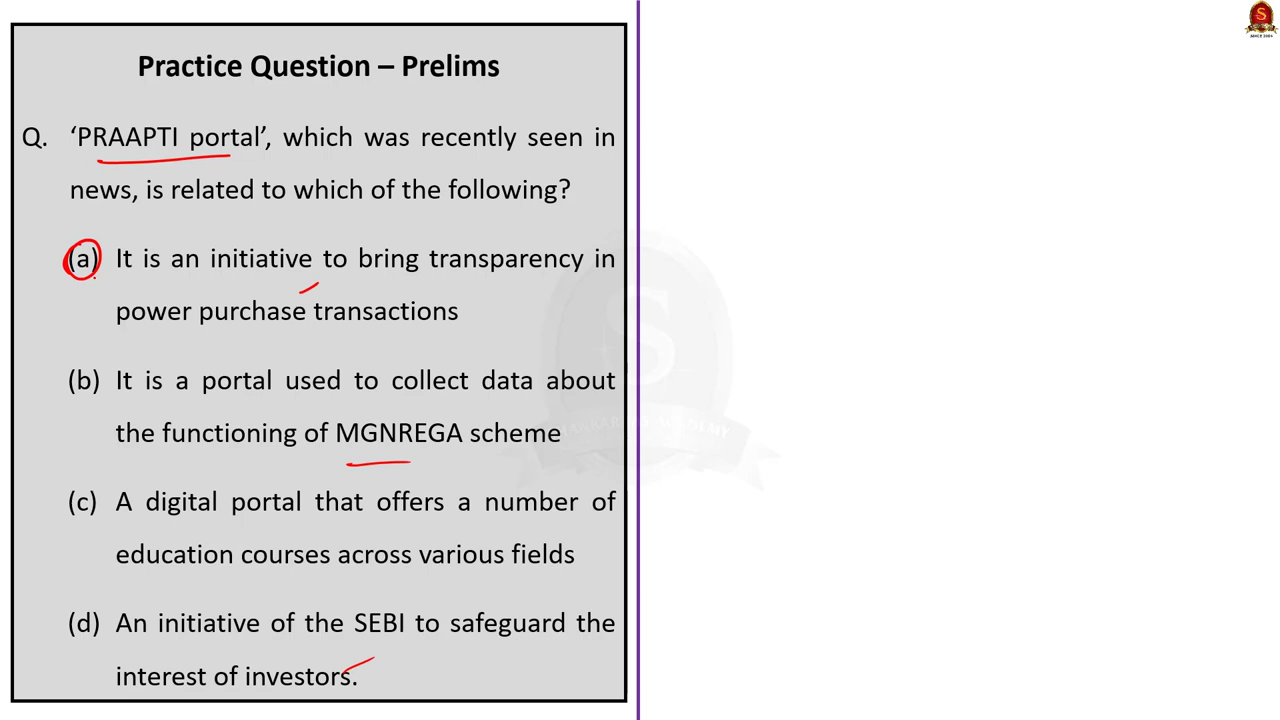 Practice Question – Prelims
Q. ‘PRAAPTI portal’, which was recently seen in
news, is related to which of the following?
(a) It is an initiative to bring transparency in
power purchase transactions
(b) It is a portal used to collect data about
the functioning of MGNREGA scheme
(c) A digital portal that offers a number of
education courses across various fields
(d) An initiative of the SEBI to safeguard the
interest of investors.
S
SINCE 2004